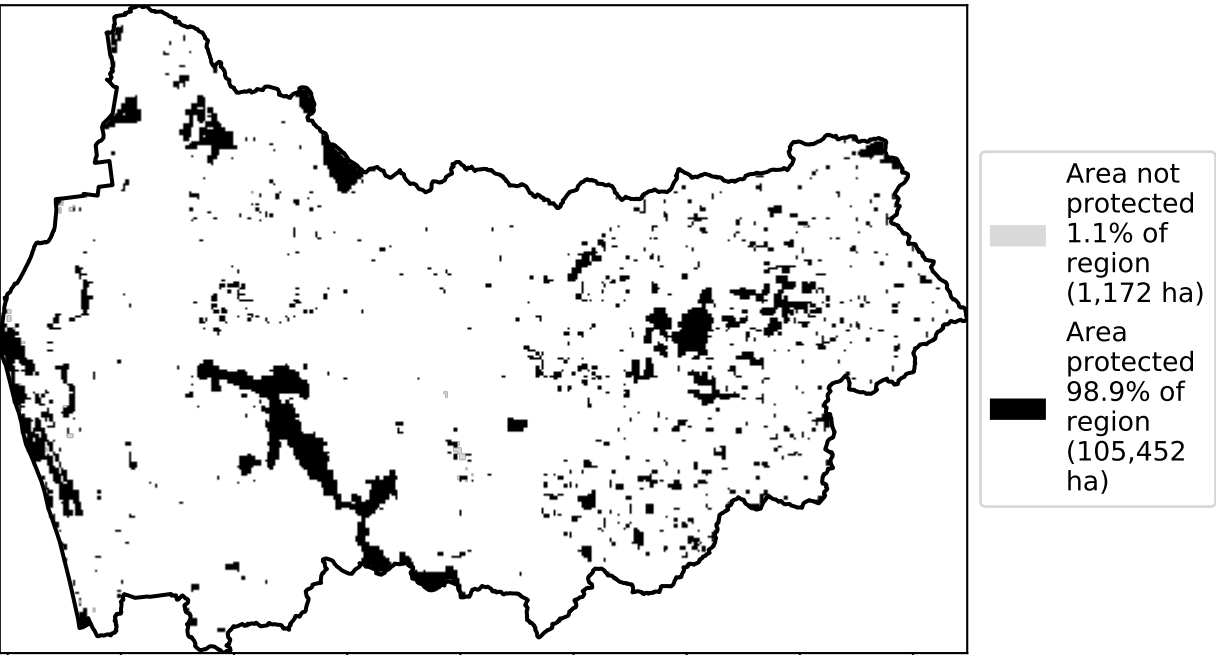 Area not
protected
1.1% of
region
(1,172 ha)
Area
protected
98.9% of
region
(105,452
ha)